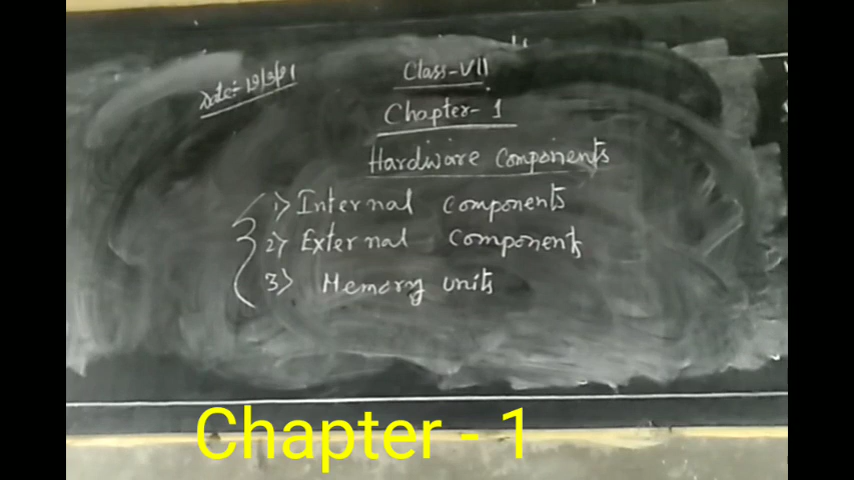 Date:- 19/3/21
Class-VII
Chapter- 1
Hardware Components
1) Internal Components
2) External Components
3) Memory units
Chapter - 1